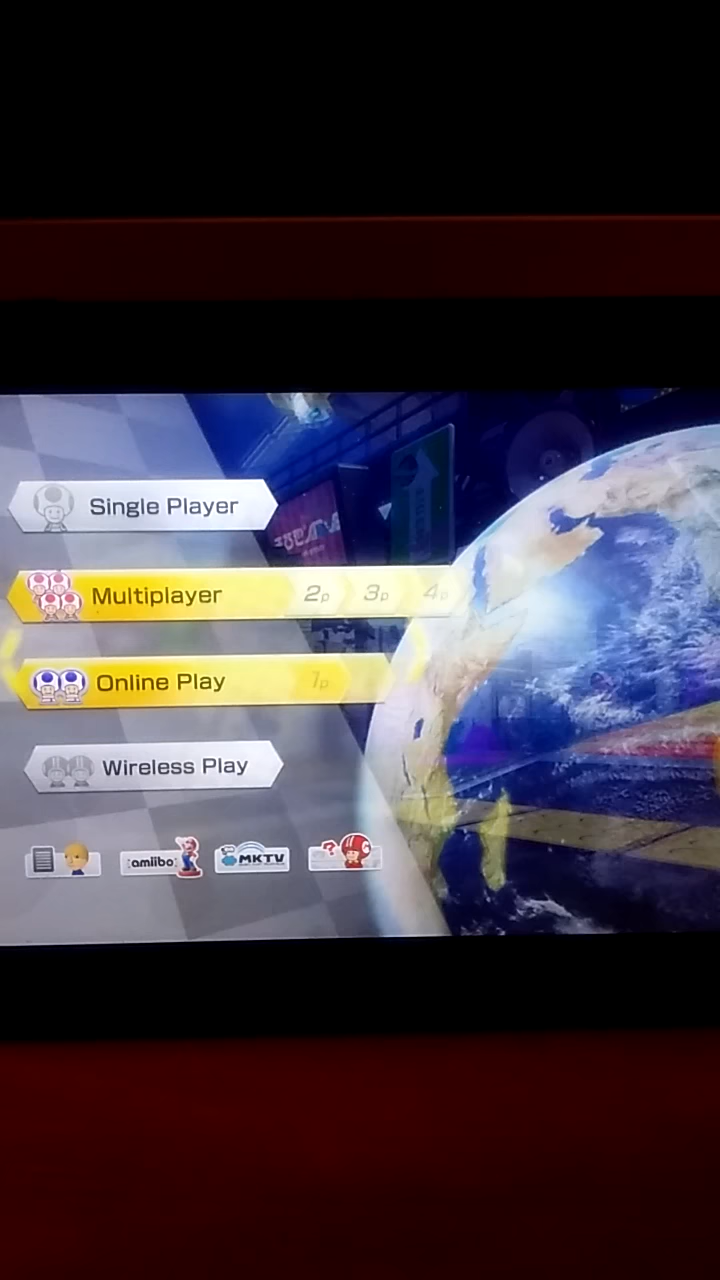 Single Player
Multiplayer 2p 3p 4p
Online Play 1p
Wireless Play
amiibo MKTV ?